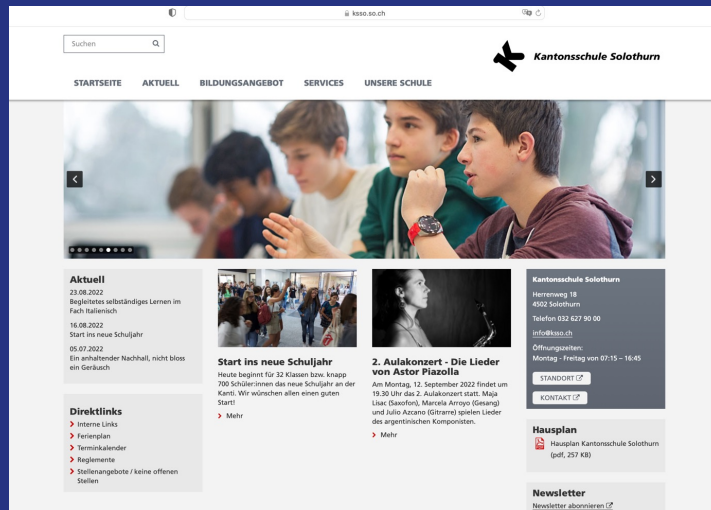 ksso.so.ch
Suchen
Kantonsschule Solothurn
STARTSEITE AKTUELL BILDUNGSANGEBOT SERVICES UNSERE SCHULE
Aktuell
23.08.2022
Begleitetes selbständiges Lernen im
Fach Italienisch
16.08.2022
Start ins neue Schuljahr
05.07.2022
Ein anhaltender Nachhall, nicht bloss
ein Geräusch
Direktlinks
Interne Links
Ferienplan
Terminkalender
Reglemente
Stellenangebote / keine offenen
Stellen
Start ins neue Schuljahr
Heute beginnt für 32 Klassen bzw. knapp
700 Schüler:innen das neue Schuljahr an der
Kanti. Wir wünschen allen einen guten
Start!
Mehr
2. Aulakonzert - Die Lieder
von Astor Piazolla
Am Montag, 12. September 2022 findet um
19.30 Uhr das 2. Aulakonzert statt. Maja
Lisac (Saxofon), Marcela Arroyo (Gesang)
und Julio Azcano (Gitarre) spielen Lieder
des argentinischen Komponisten.
Mehr
Kantonsschule Solothurn
Herrenweg 18
4502 Solothurn
Telefon 032 627 90 00
info@ksso.ch
Öffnungszeiten:
Montag - Freitag von 07:15 – 16:45
STANDORT
KONTAKT
Hausplan
Hausplan Kantonsschule Solothurn
(pdf, 257 KB)
Newsletter
Newsletter abonnieren